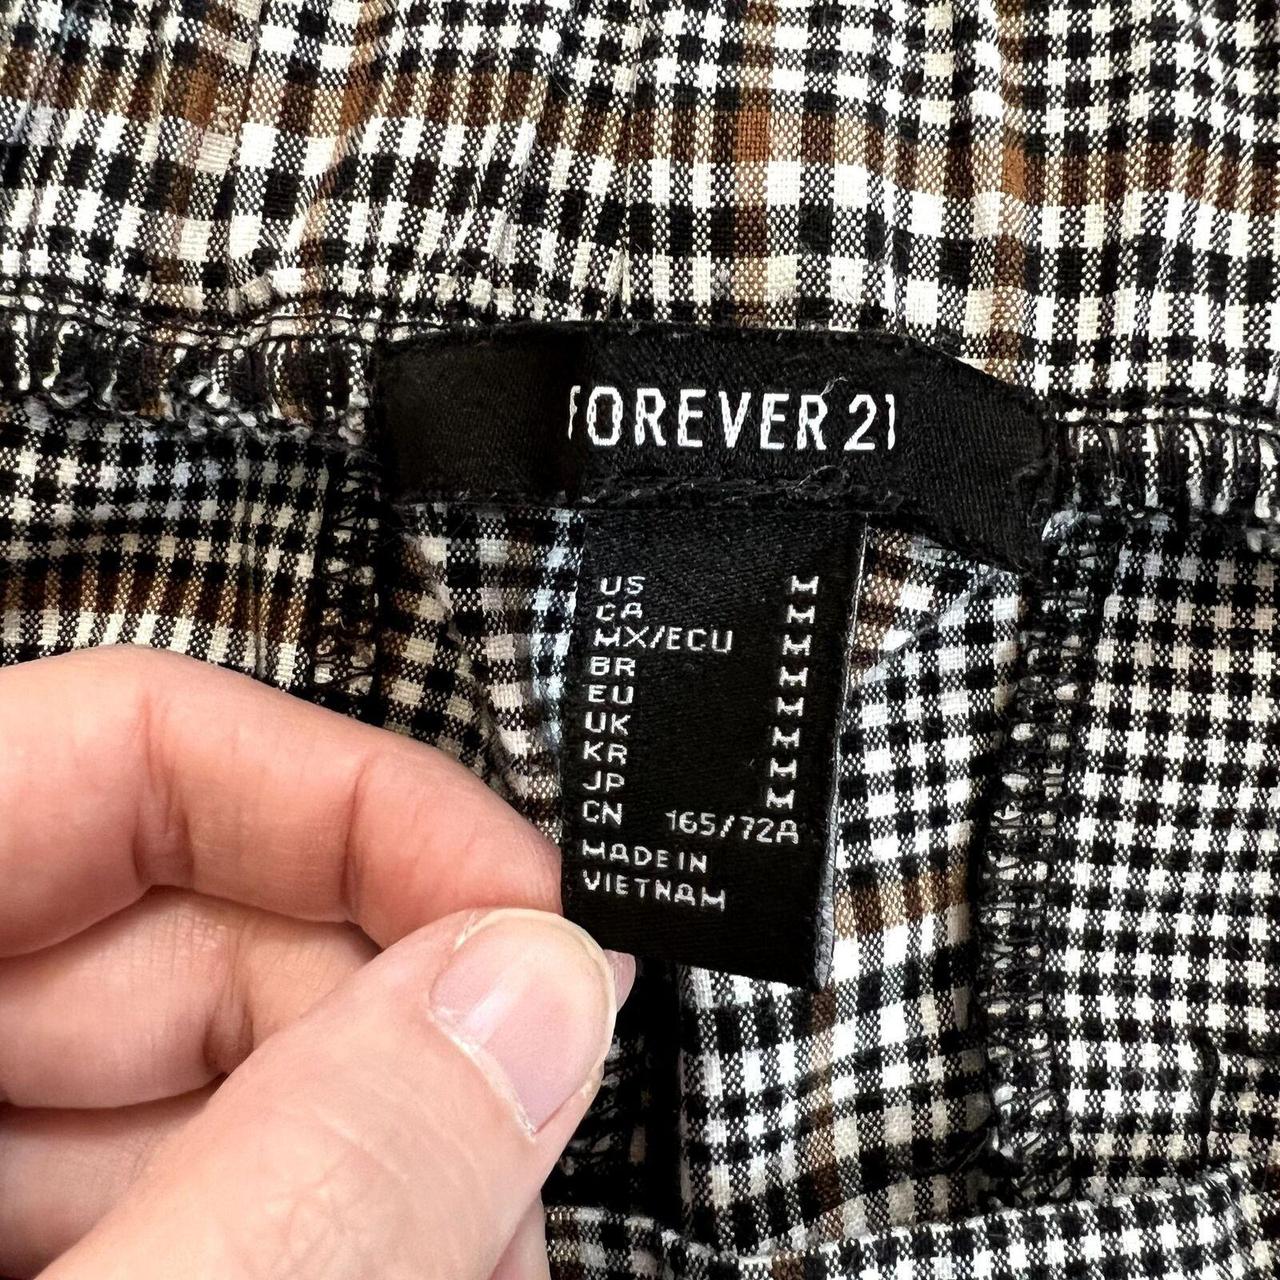 FOREVER 21
US M
CA M
MX/ECU M
BR M
EU M
UK M
KR M
JP M
CN 165/72A
MADE IN
VIETNAM